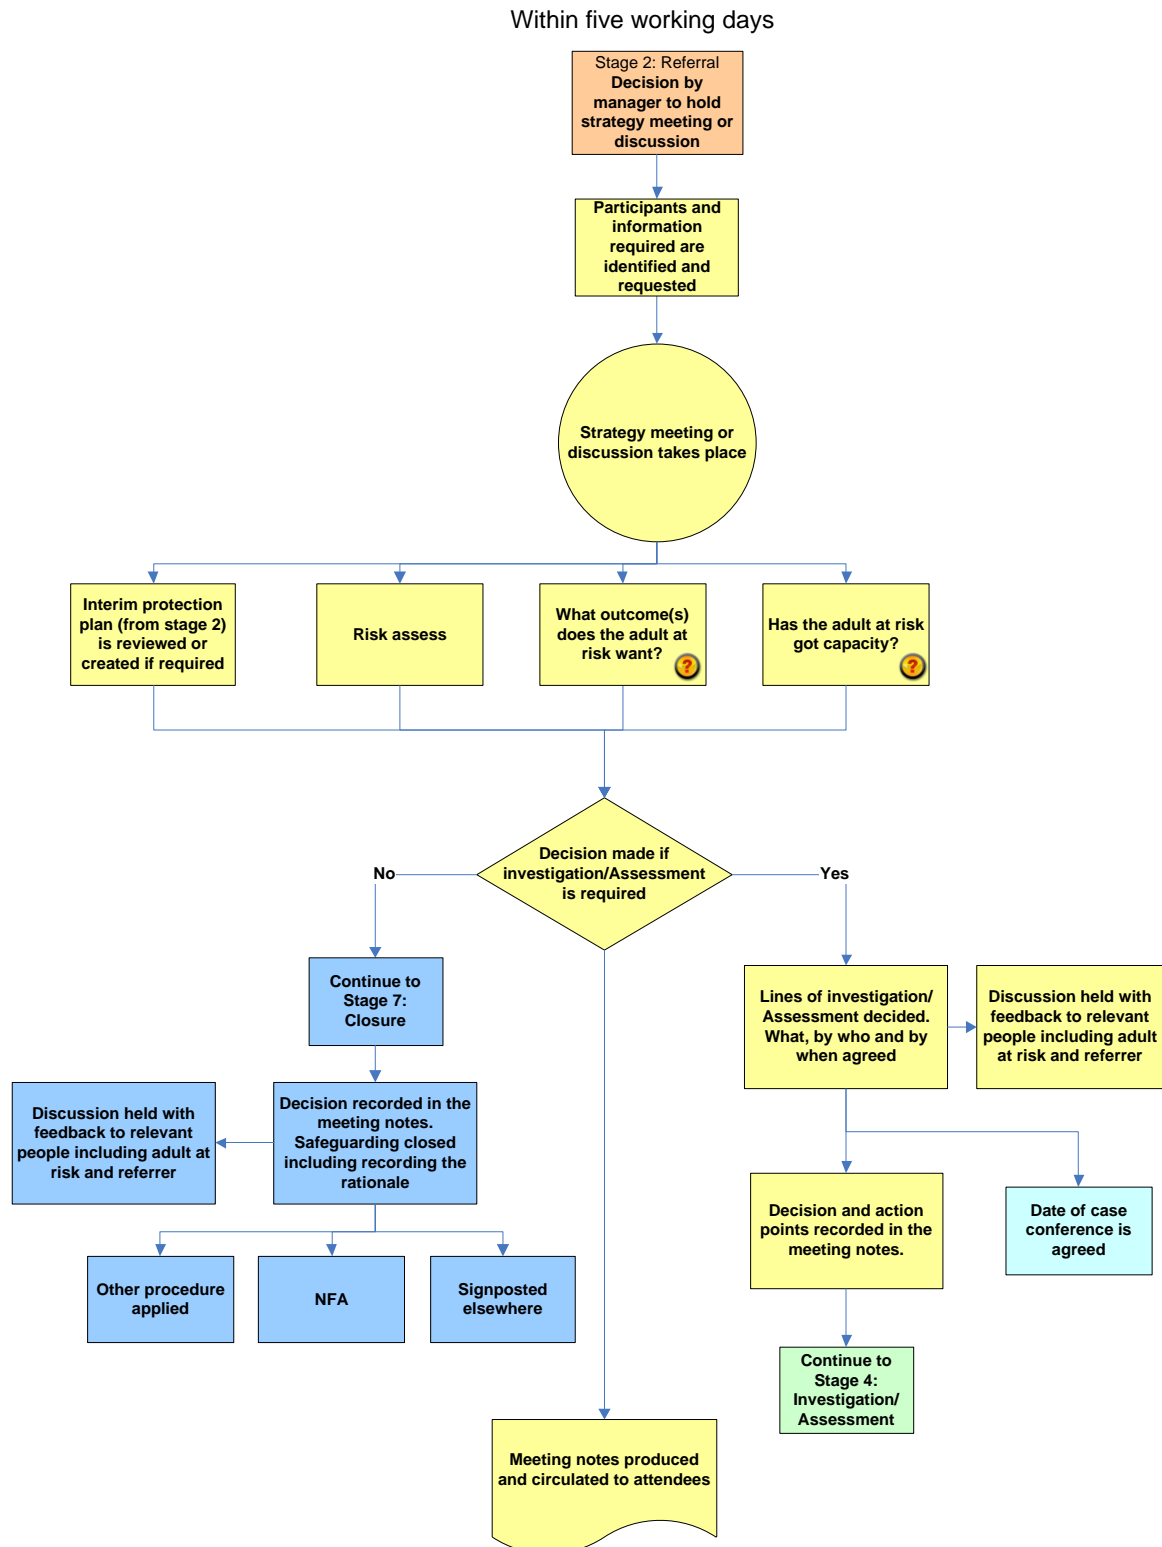 Within five working days
Stage 2: Referral
Decision by
manager to hold
strategy meeting or
discussion
Participants and
information
required are
identified and
requested
Strategy meeting or
discussion takes place
Interim protection
plan (from stage 2)
is reviewed or
created if required
Risk assess
What outcome(s)
does the adult at
risk want?
?
Has the adult at risk
got capacity?
?
Decision made if
investigation/Assessment
is required
No
Yes
Continue to
Stage 7:
Closure
Lines of investigation/
Assessment decided.
What, by who and by
when agreed
Discussion held with
feedback to relevant
people including adult
at risk and referrer
Discussion held with
feedback to relevant
people including adult at
risk and referrer
Decision recorded in the
meeting notes.
Safeguarding closed
including recording the
rationale
Decision and action
points recorded in the
meeting notes.
Date of case
conference is
agreed
Other procedure
applied
NFA
Signposted
elsewhere
Continue to
Stage 4:
Investigation/
Assessment
Meeting notes produced
and circulated to attendees